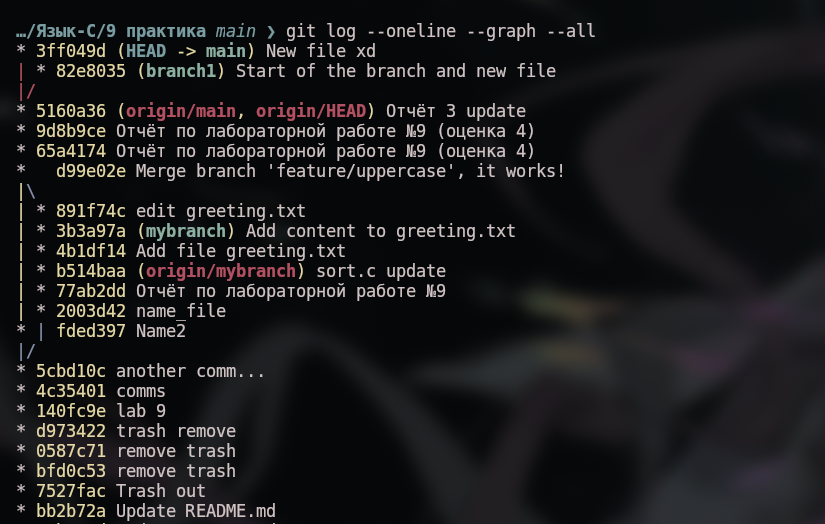 …/Язык-C/9 практика main ❯ git log --oneline --graph --all
* 3ff049d (HEAD -> main) New file xd
| * 82e8035 (branch1) Start of the branch and new file
|/
* 5160a36 (origin/main, origin/HEAD) Отчёт 3 update
* 9d8b9ce Отчёт по лабораторной работе №9 (оценка 4)
* 65a4174 Отчёт по лабораторной работе №9 (оценка 4)
*   d99e02e Merge branch 'feature/uppercase', it works!
|\
| * 891f74c edit greeting.txt
| * 3b3a97a (mybranch) Add content to greeting.txt
| * 4b1df14 Add file greeting.txt
| * b514baa (origin/mybranch) sort.c update
| * 77ab2dd Отчёт по лабораторной работе №9
| * 2003d42 name_file
* | fded397 Name2
|/
* 5cbd10c another comm...
* 4c35401 comms
* 140fc9e lab 9
* d973422 trash remove
* 0587c71 remove trash
* bfd0c53 remove trash
* 7527fac Trash out
* bb2b72a Update README.md